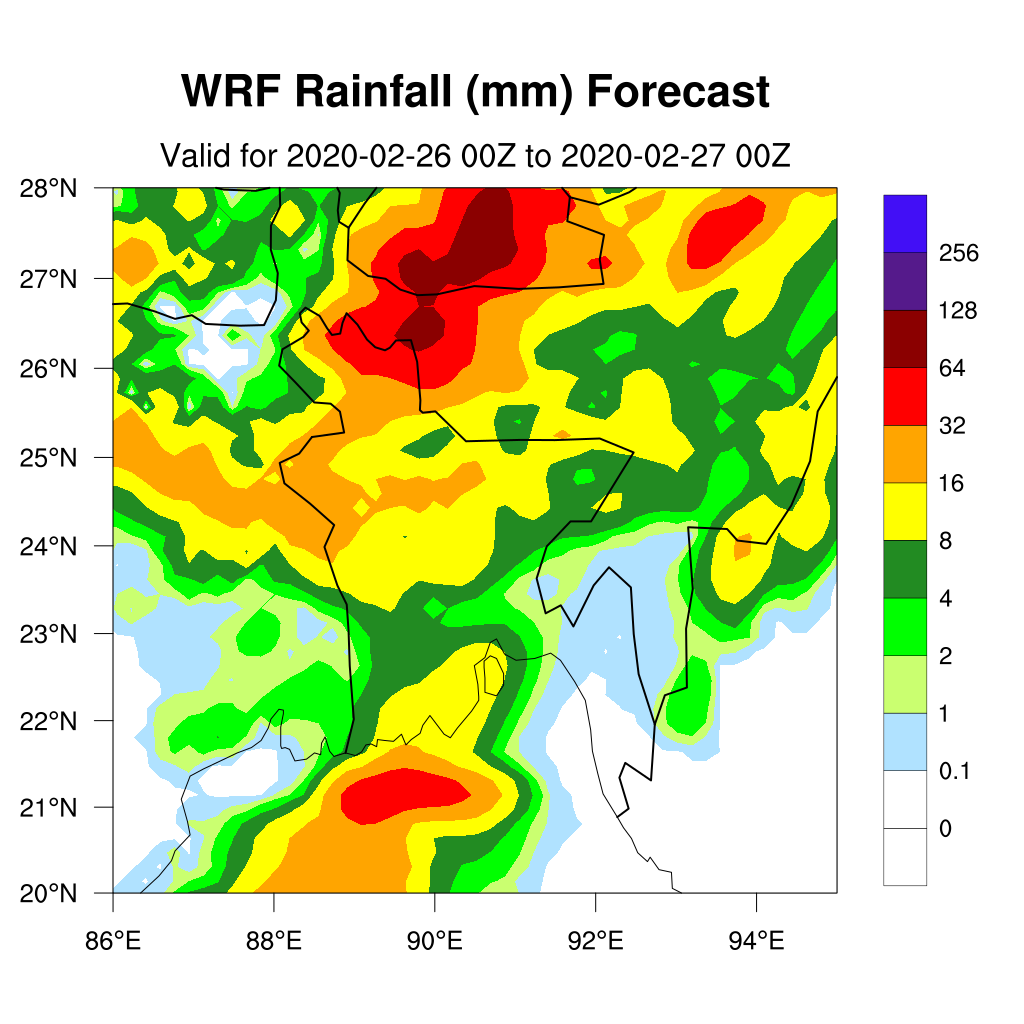 WRF Rainfall (mm) Forecast
Valid for 2020-02-26 00Z to 2020-02-27 00Z
28°N
27°N
26°N
25°N
24°N
23°N
22°N
21°N
20°N
86°E 88°E 90°E 92°E 94°E
256
128
64
32
16
8
4
2
1
0.1
0